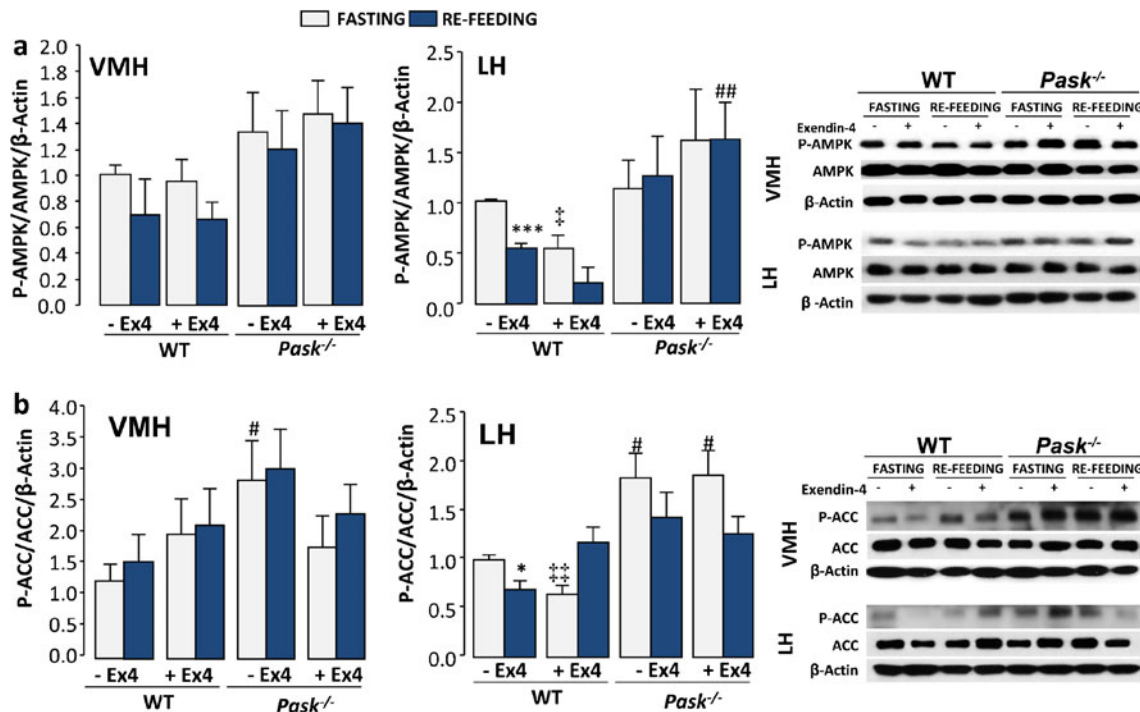 FASTING RE-FEEDING
a
VMH
P-AMPK/AMPK/β-Actin
2.0
1.8
1.6
1.4
1.2
1.0
0.8
0.6
0.4
0.2
0.0
- Ex4 + Ex4 - Ex4 + Ex4
WT Pask-/-
LH
P-AMPK/AMPK/β-Actin
2.5
2.0
1.5
1.0
0.5
0.0
*** ‡ ##
- Ex4 + Ex4 - Ex4 + Ex4
WT Pask-/-
WT Pask-/-
FASTING RE-FEEDING FASTING RE-FEEDING
Exendin-4 - + - + - + - +
VMH
P-AMPK
AMPK
β-Actin
LH
P-AMPK
AMPK
β -Actin
b
VMH
P-ACC/ACC/β-Actin
4.0
3.5
3.0
2.5
2.0
1.5
1.0
0.5
0.0
#
- Ex4 + Ex4 - Ex4 + Ex4
WT Pask-/-
LH
P-ACC/ACC/β-Actin
2.5
2.0
1.5
1.0
0.5
0.0
* ‡‡ # #
- Ex4 + Ex4 - Ex4 + Ex4
WT Pask-/-
WT Pask-/-
FASTING RE-FEEDING FASTING RE-FEEDING
Exendin-4 - + - + - + - +
VMH
P-ACC
ACC
β-Actin
LH
P-ACC
ACC
β-Actin